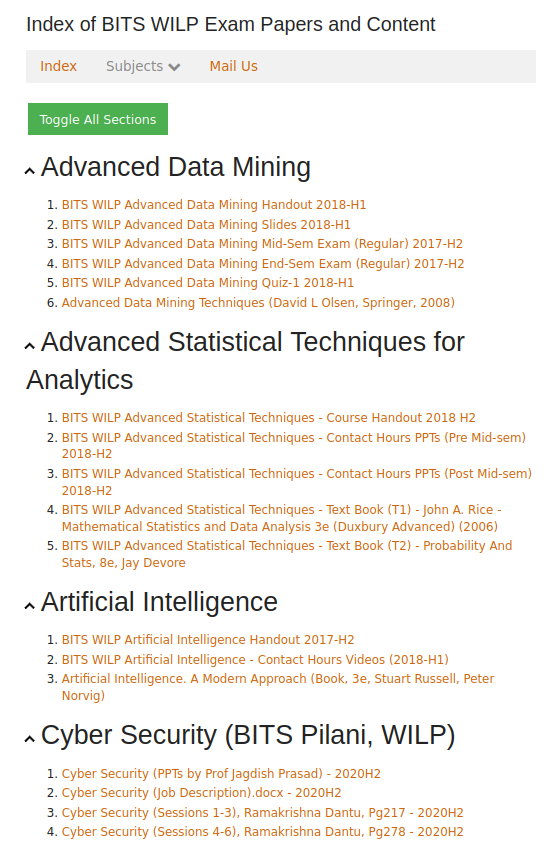 Index of BITS WILP Exam Papers and Content
Index Subjects Mail Us
Toggle All Sections
Advanced Data Mining
1. BITS WILP Advanced Data Mining Handout 2018-H1
2. BITS WILP Advanced Data Mining Slides 2018-H1
3. BITS WILP Advanced Data Mining Mid-Sem Exam (Regular) 2017-H2
4. BITS WILP Advanced Data Mining End-Sem Exam (Regular) 2017-H2
5. BITS WILP Advanced Data Mining Quiz-1 2018-H1
6. Advanced Data Mining Techniques (David L Olsen, Springer, 2008)
Advanced Statistical Techniques for
Analytics
1. BITS WILP Advanced Statistical Techniques - Course Handout 2018 H2
2. BITS WILP Advanced Statistical Techniques - Contact Hours PPTs (Pre Mid-sem)
2018-H2
3. BITS WILP Advanced Statistical Techniques - Contact Hours PPTs (Post Mid-sem)
2018-H2
4. BITS WILP Advanced Statistical Techniques - Text Book (T1) - John A. Rice -
Mathematical Statistics and Data Analysis 3e (Duxbury Advanced) (2006)
5. BITS WILP Advanced Statistical Techniques - Text Book (T2) - Probability And
Stats, 8e, Jay Devore
Artificial Intelligence
1. BITS WILP Artificial Intelligence Handout 2017-H2
2. BITS WILP Artificial Intelligence - Contact Hours Videos (2018-H1)
3. Artificial Intelligence. A Modern Approach (Book, 3e, Stuart Russell, Peter
Norvig)
Cyber Security (BITS Pilani, WILP)
1. Cyber Security (PPTs by Prof Jagdish Prasad) - 2020H2
2. Cyber Security (Job Description).docx - 2020H2
3. Cyber Security (Sessions 1-3), Ramakrishna Dantu, Pg217 - 2020H2
4. Cyber Security (Sessions 4-6), Ramakrishna Dantu, Pg278 - 2020H2